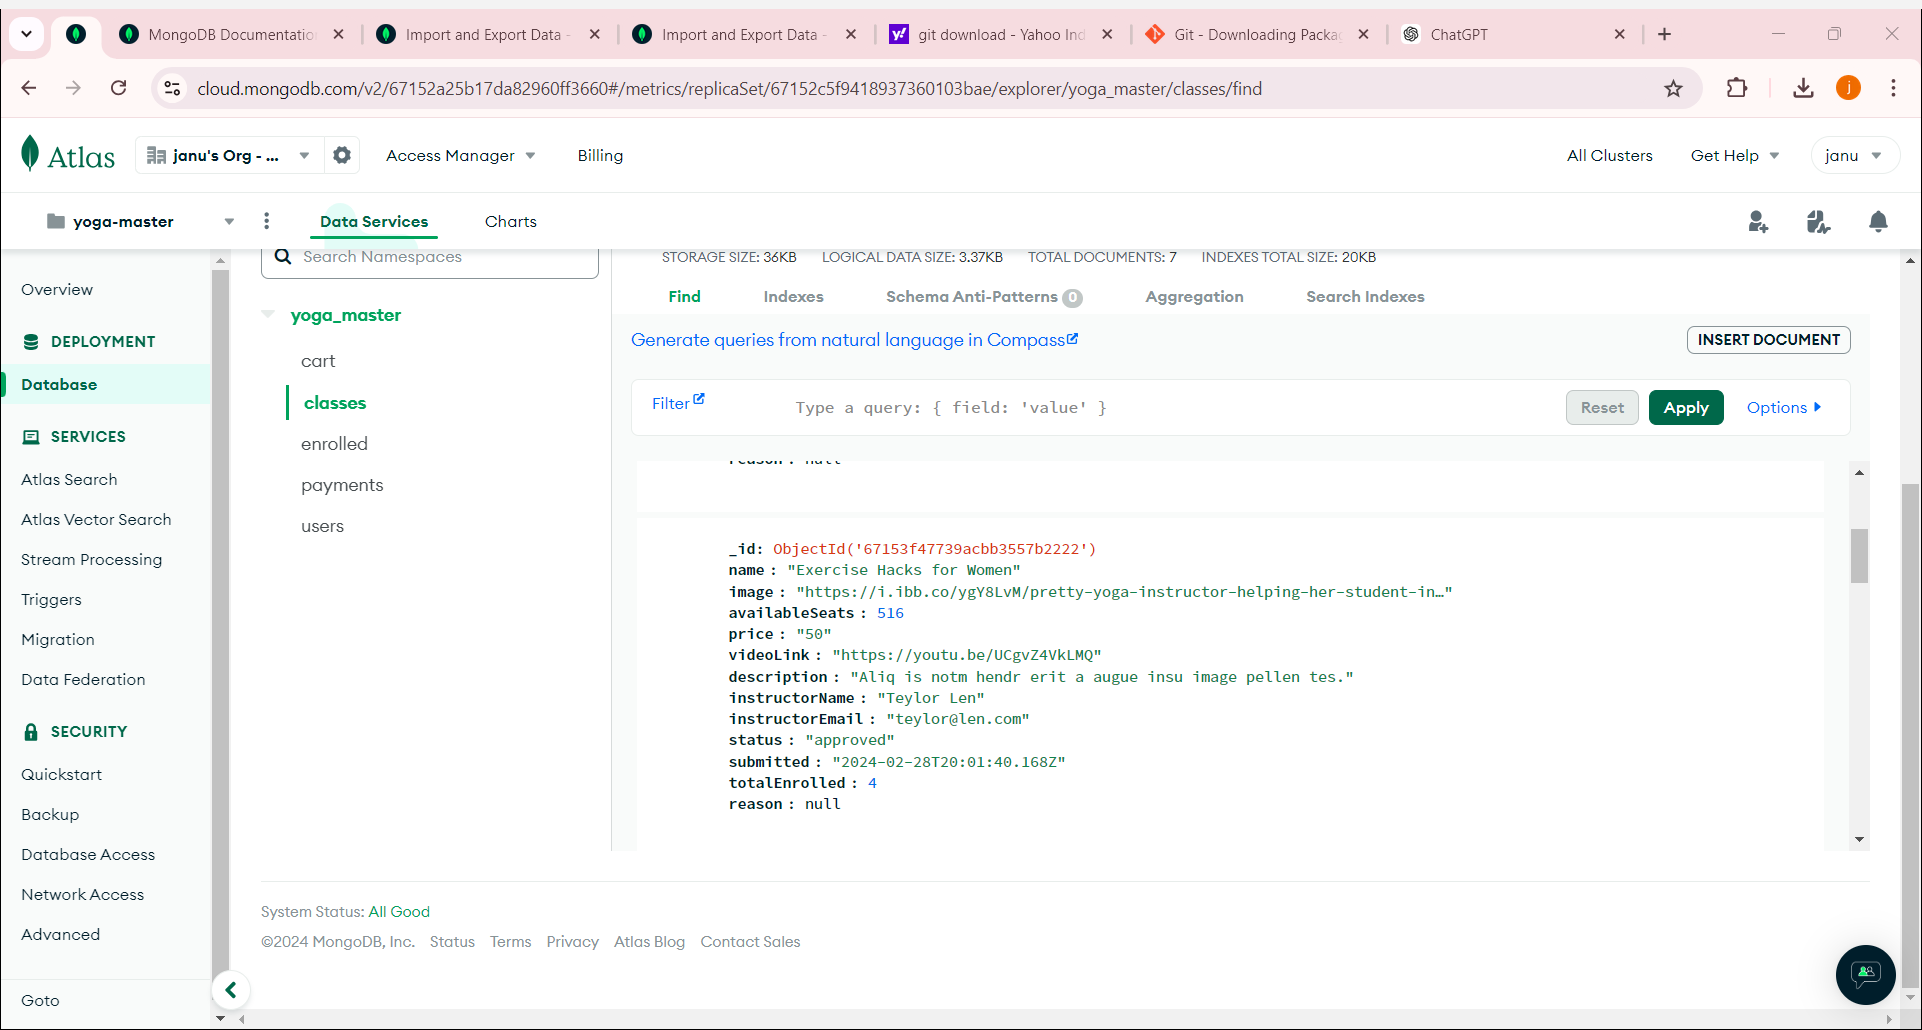 MongoDB Documentation
Import and Export Data -
Import and Export Data -
git download - Yahoo Ind
Git - Downloading Packag
ChatGPT
cloud.mongodb.com/v2/67152a25b17da82960ff3660#/metrics/replicaSet/67152c5f9418937360103bae/explorer/yoga_master/classes/find
j
Atlas
janu's Org - ...
Access Manager
Billing
All Clusters
Get Help
janu
yoga-master
Data Services
Charts
Overview
DEPLOYMENT
Database
SERVICES
Atlas Search
Atlas Vector Search
Stream Processing
Triggers
Migration
Data Federation
SECURITY
Quickstart
Backup
Database Access
Network Access
Advanced
Goto
Search Namespaces
yoga_master
cart
classes
enrolled
payments
users
STORAGE SIZE: 36KB LOGICAL DATA SIZE: 3.37KB TOTAL DOCUMENTS: 7 INDEXES TOTAL SIZE: 20KB
Find Indexes Schema Anti-Patterns 0 Aggregation Search Indexes
Generate queries from natural language in Compass
INSERT DOCUMENT
Filter
Type a query: { field: 'value' }
Reset
Apply
Options
reason : null
_id: ObjectId('67153f47739acbb3557b2222')
name : "Exercise Hacks for Women"
image : "https://i.ibb.co/ygY8LvM/pretty-yoga-instructor-helping-her-student-in…"
availableSeats : 516
price : "50"
videoLink : "https://youtu.be/UCgvZ4VkLMQ"
description : "Aliq is notm hendr erit a augue insu image pellen tes."
instructorName : "Teylor Len"
instructorEmail : "teylor@len.com"
status : "approved"
submitted : "2024-02-28T20:01:40.168Z"
totalEnrolled : 4
reason : null
System Status: All Good
©2024 MongoDB, Inc. Status Terms Privacy Atlas Blog Contact Sales